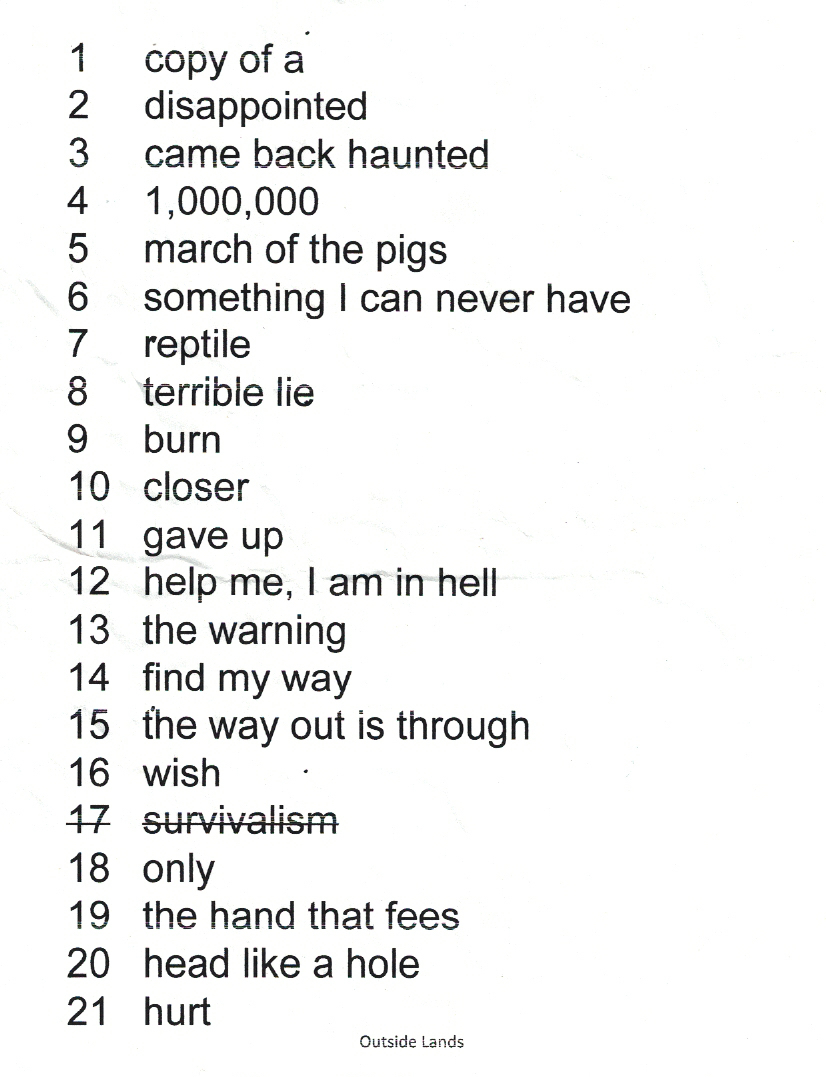 1 copy of a
2 disappointed
3 came back haunted
4 1,000,000
5 march of the pigs
6 something I can never have
7 reptile
8 terrible lie
9 burn
10 closer
11 gave up
12 help me, I am in hell
13 the warning
14 find my way
15 the way out is through
16 wish
17 survivalism
18 only
19 the hand that fees
20 head like a hole
21 hurt
Outside Lands